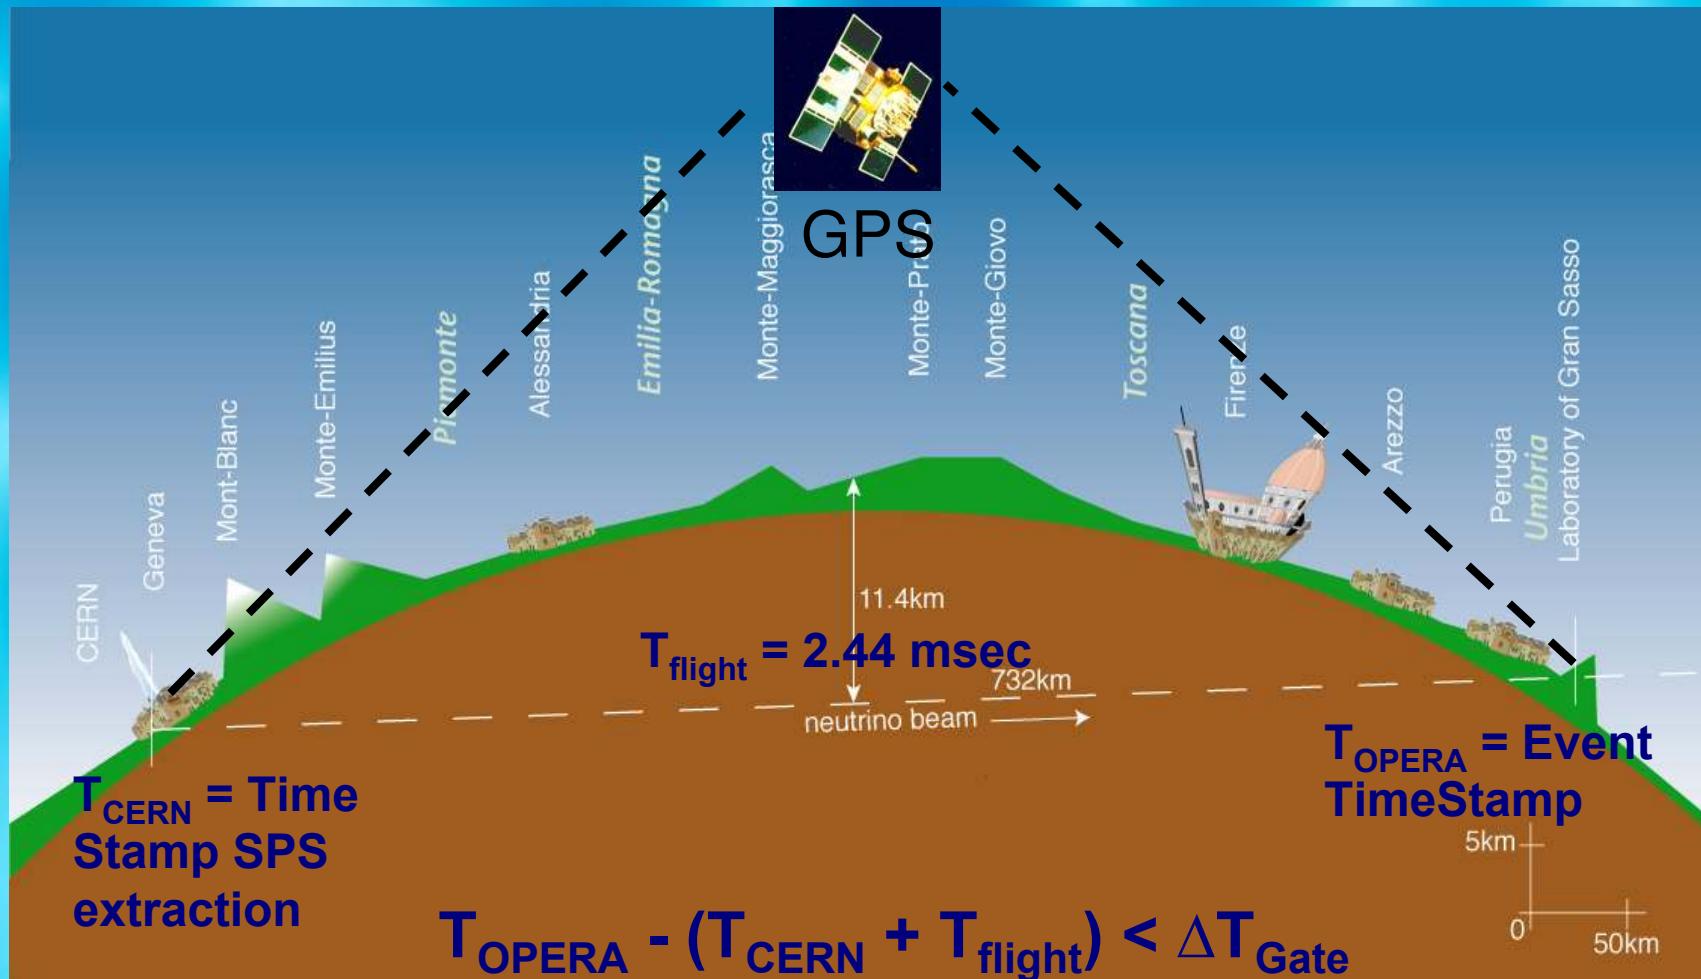 GPS
CERN
Geneva
Mont-Blanc
Monte-Emilius
Piamonte
Alessandria
Emilia-Romagna
Monte-Maggiorasca
Monte-Prato
Monte-Giovo
Toscana
Firenze
Arezzo
Perugia
Umbria
Laboratory of Gran Sasso
11.4km
T_flight = 2.44 msec
732km
neutrino beam
T_CERN = Time
Stamp SPS
extraction
T_OPERA = Event
TimeStamp
5km
0
50km
T_OPERA - (T_CERN + T_flight) < ΔT_Gate